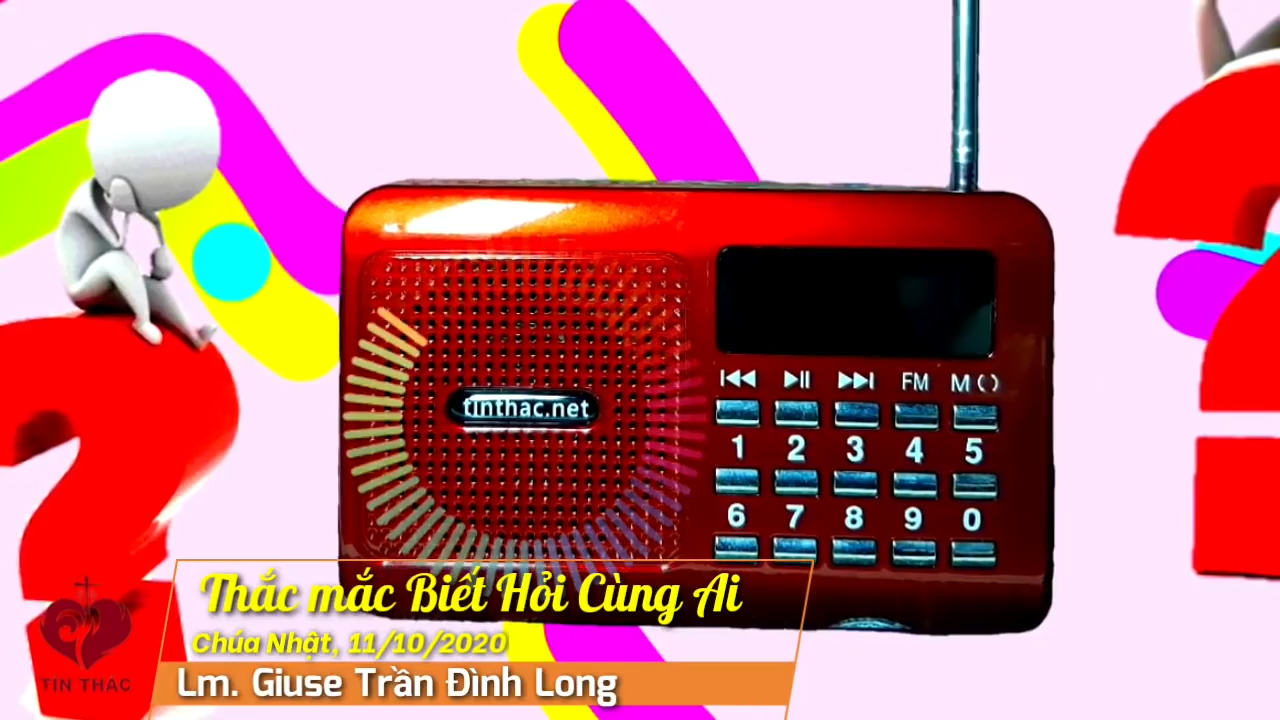 tinthac.net
FM M
1 2 3 4 5
6 7 8 9 0
Thắc mắc Biết Hỏi Cùng Ai
Chúa Nhật, 11/10/2020
TIN THAC
Lm. Giuse Trần Đình Long